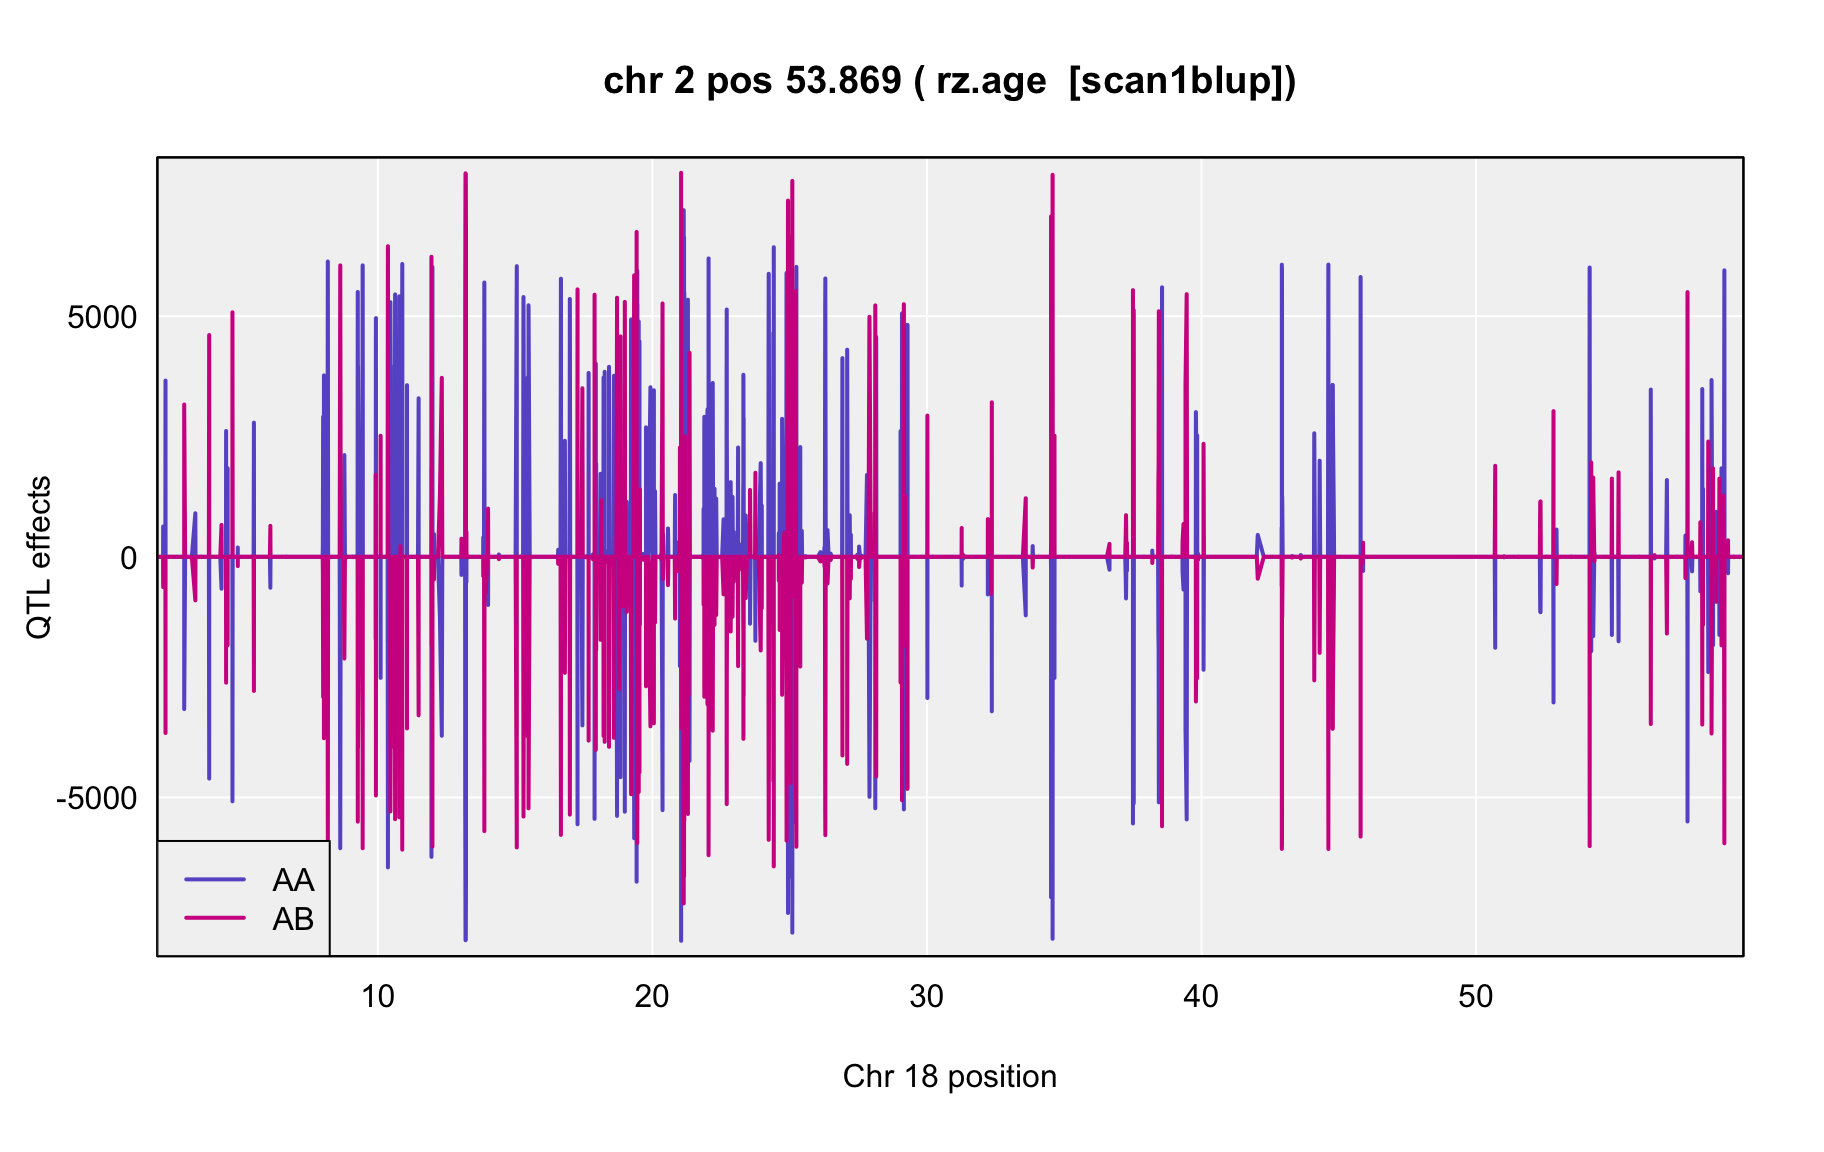 chr 2 pos 53.869 ( rz.age  [scan1blup])
QTL effects
5000
0
-5000
AA
AB
10 20 30 40 50
Chr 18 position